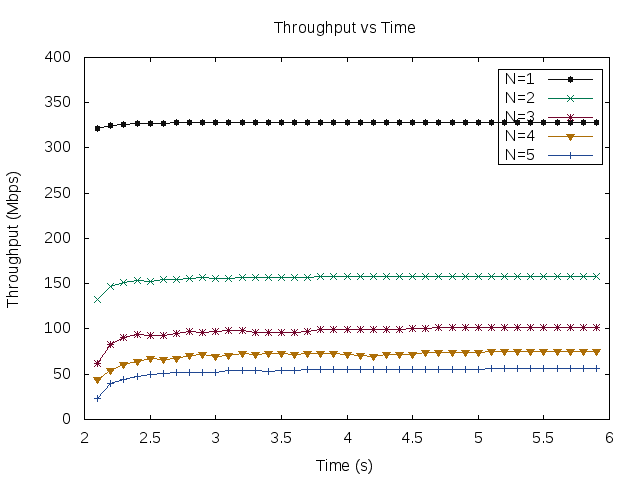 Throughput vs Time
400
350
300
250
200
150
100
50
0
Throughput (Mbps)
N=1
N=2
N=3
N=4
N=5
2 2.5 3 3.5 4 4.5 5 5.5 6
Time (s)